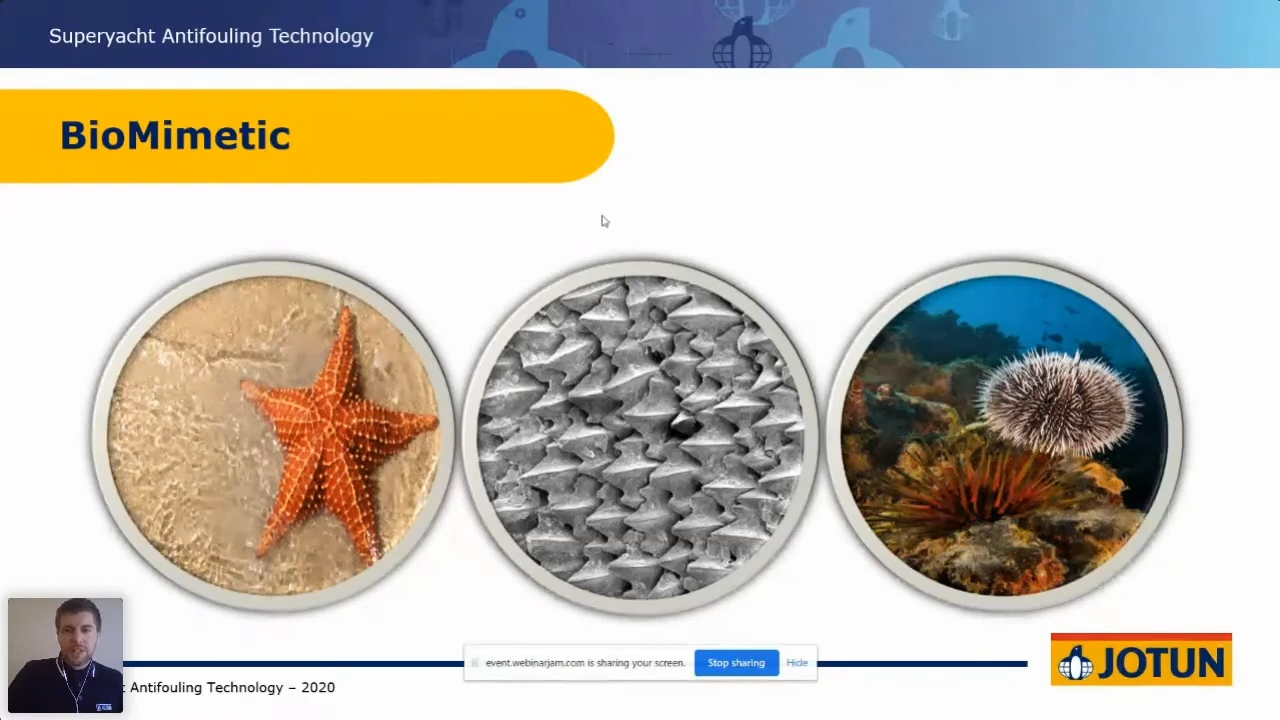 Superyacht Antifouling Technology
BioMimetic
event.webinarjam.com is sharing your screen.
Stop sharing
Hide
JOTUN
t Antifouling Technology – 2020